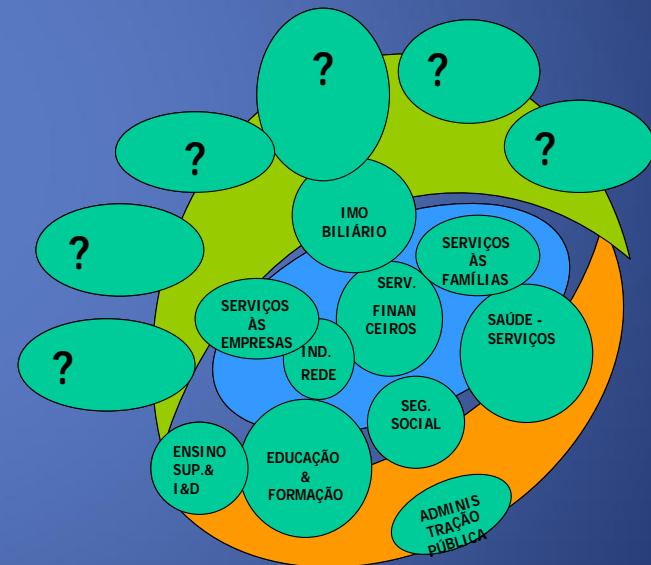 ?
?
?
?
?
?
IMO
BILIÁRIO
SERVIÇOS
ÀS
FAMÍLIAS
SERV.
FINAN
CEIROS
SERVIÇOS
ÀS
EMPRESAS
SAÚDE -
SERVIÇOS
IND.
REDE
SEG.
SOCIAL
ENSINO
SUP.&
I&D
EDUCAÇÃO
&
FORMAÇÃO
ADMINIS
TRAÇÃO
PÚBLICA